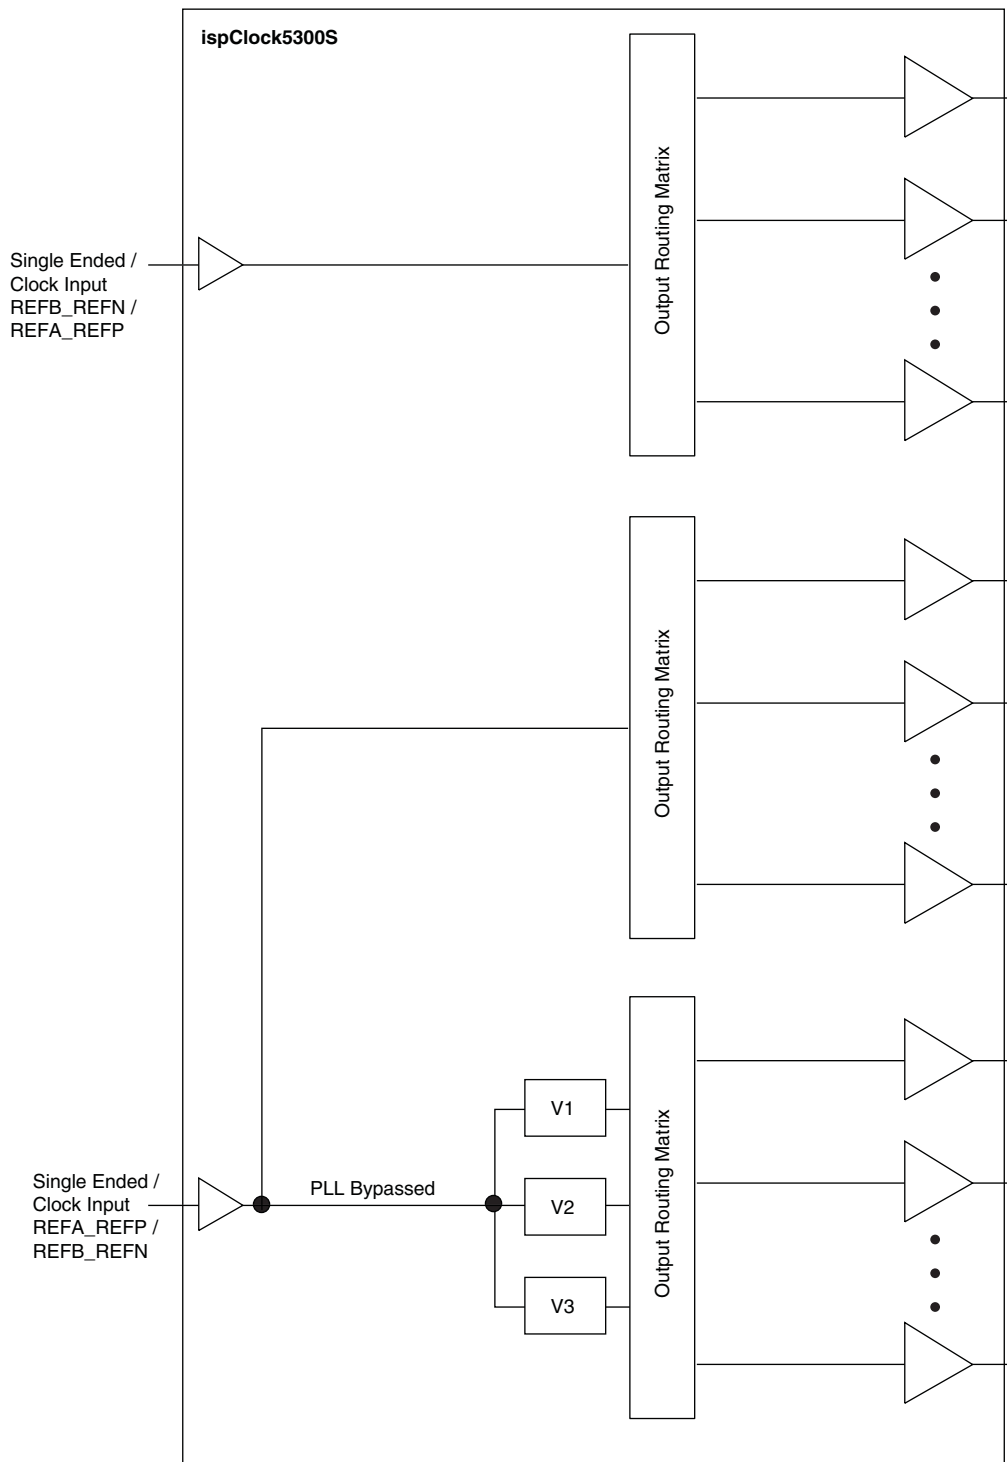 ispClock5300S
Output Routing Matrix
Single Ended /
Clock Input
REFB_REFN /
REFA_REFP
Output Routing Matrix
Output Routing Matrix
V1
Single Ended /
Clock Input
REFA_REFP /
REFB_REFN
PLL Bypassed
V2
V3